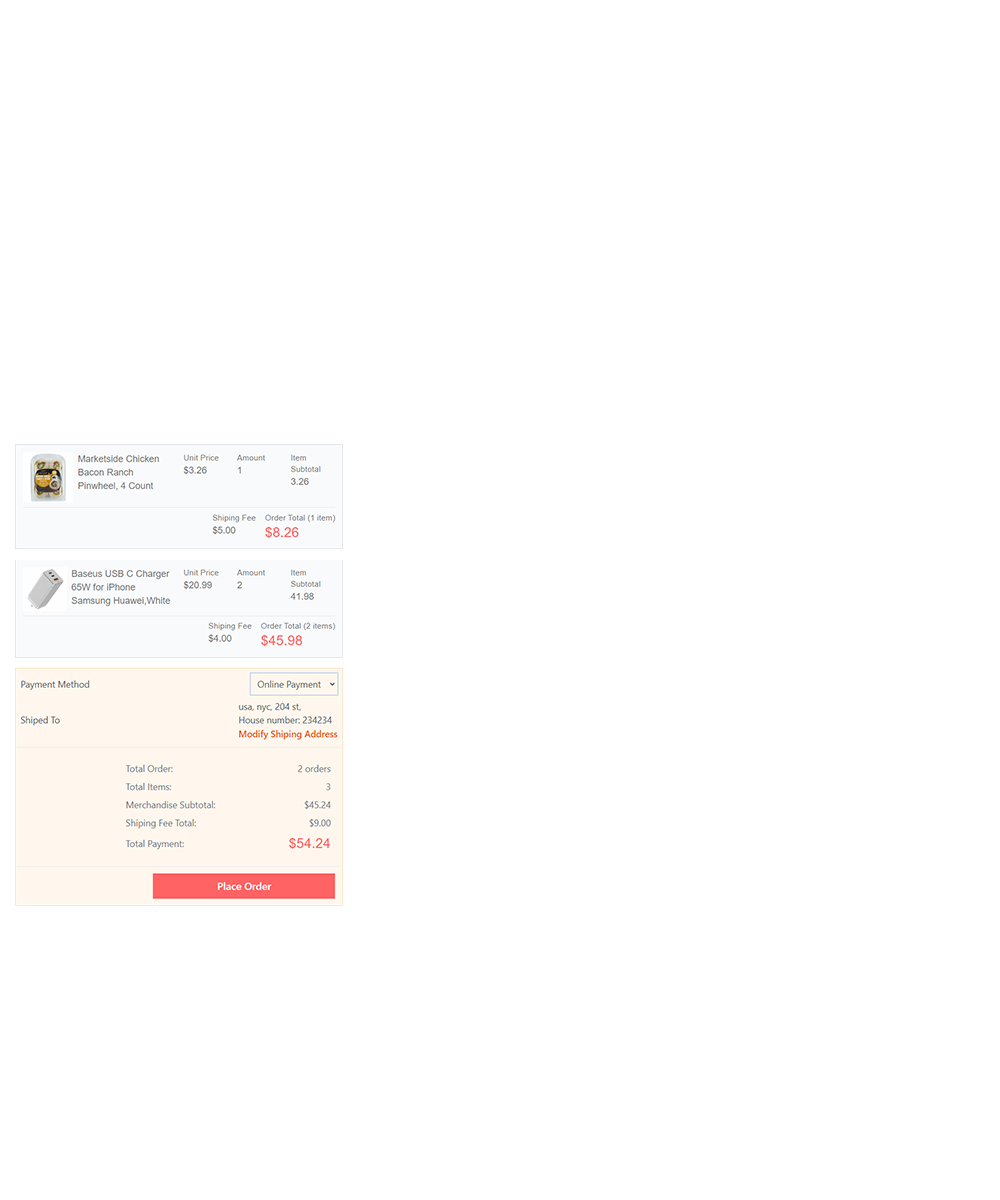 Marketside Chicken
Bacon Ranch
Pinwheel, 4 Count
Unit Price
$3.26
Amount
1
Item
Subtotal
3.26
Shiping Fee
$5.00
Order Total (1 item)
$8.26
Baseus USB C Charger
65W for iPhone
Samsung Huawei,White
Unit Price
$20.99
Amount
2
Item
Subtotal
41.98
Shiping Fee
$4.00
Order Total (2 items)
$45.98
Payment Method
Online Payment
Shiped To
usa, nyc, 204 st,
House number: 234234
Modify Shiping Address
Total Order: 2 orders
Total Items: 3
Merchandise Subtotal: $45.24
Shiping Fee Total: $9.00
Total Payment: $54.24
Place Order